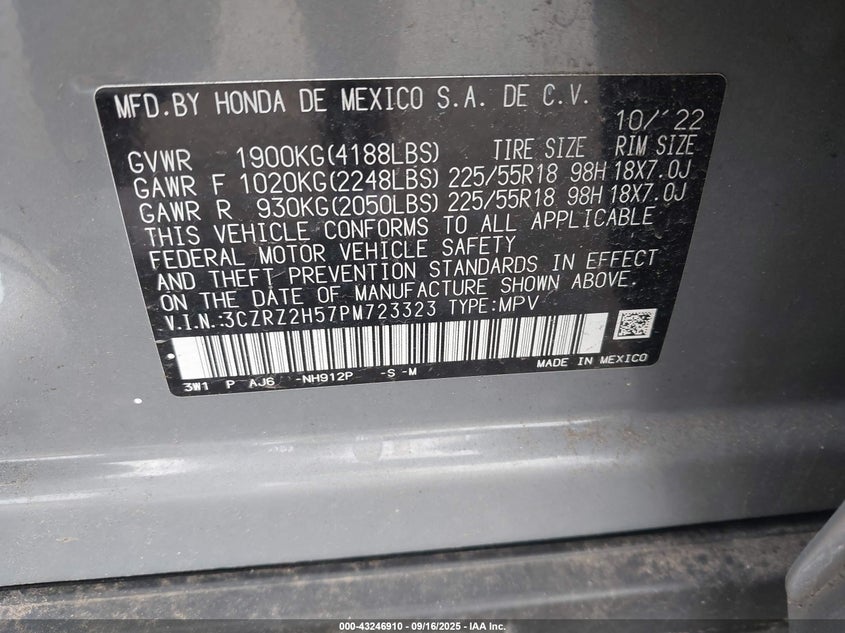 MFD.BY HONDA DE MEXICO S.A. DE C.V.
10/'22
GVWR 1900KG(4188LBS) TIRE SIZE RIM SIZE
GAWR F 1020KG(2248LBS) 225/55R18 98H 18X7.0J
GAWR R 930KG(2050LBS) 225/55R18 98H 18X7.0J
THIS VEHICLE CONFORMS TO ALL APPLICABLE
FEDERAL MOTOR VEHICLE SAFETY
AND THEFT PREVENTION STANDARDS IN EFFECT
ON THE DATE OF MANUFACTURE SHOWN ABOVE.
V.I.N.:3CZRZ2H57PM723323 TYPE:MPV
MADE IN MEXICO
3W1 P AJ6 -NH912P -S -M
000-43246910 - 09/16/2025 - IAA Inc.